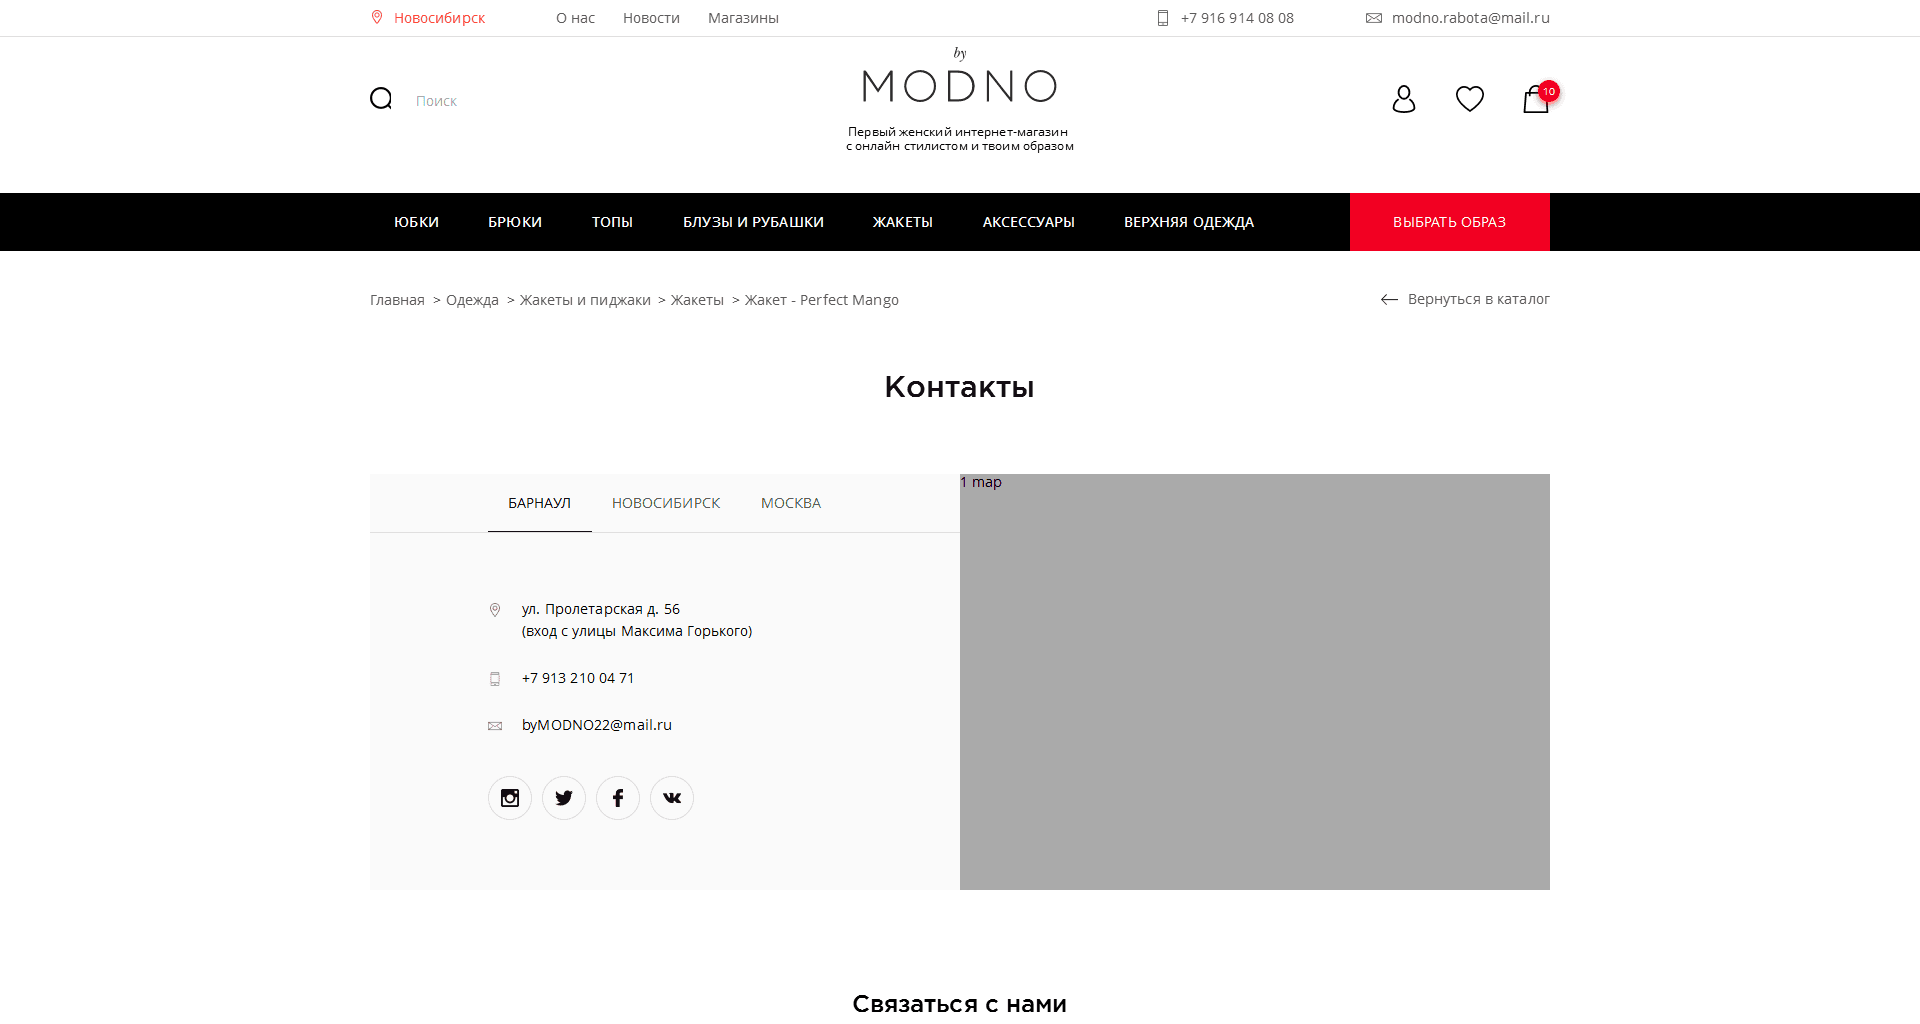 Новосибирск
О нас
Новости
Магазины
+7 916 914 08 08
modno.rabota@mail.ru
Поиск
by
MODNO
Первый женский интернет-магазин
с онлайн стилистом и твоим образом
10
ЮБКИ
БРЮКИ
ТОПЫ
БЛУЗЫ И РУБАШКИ
ЖАКЕТЫ
АКСЕССУАРЫ
ВЕРХНЯЯ ОДЕЖДА
ВЫБРАТЬ ОБРАЗ
Главная > Одежда > Жакеты и пиджаки > Жакеты > Жакет - Perfect Mango
Вернуться в каталог
Контакты
БАРНАУЛ
НОВОСИБИРСК
МОСКВА
1 map
ул. Пролетарская д. 56
(вход с улицы Максима Горького)
+7 913 210 04 71
byMODNO22@mail.ru
Связаться с нами